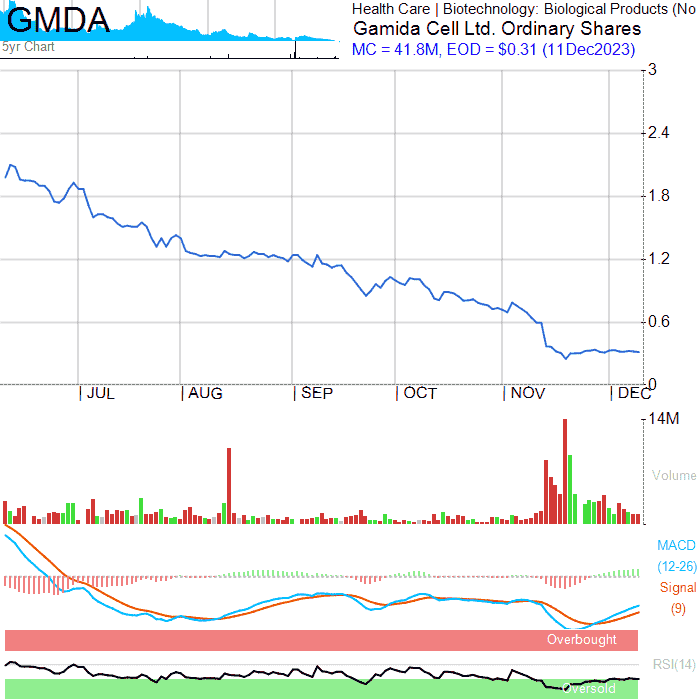 GMDA
5yr Chart
Health Care | Biotechnology: Biological Products (No
Gamida Cell Ltd. Ordinary Shares
MC = 41.8M, EOD = $0.31 (11Dec2023)
3
2.4
1.8
1.2
0.6
0
JUL AUG SEP OCT NOV DEC
14M
Volume
MACD
(12-26)
Signal
(9)
Overbought
RSI(14)
Oversold